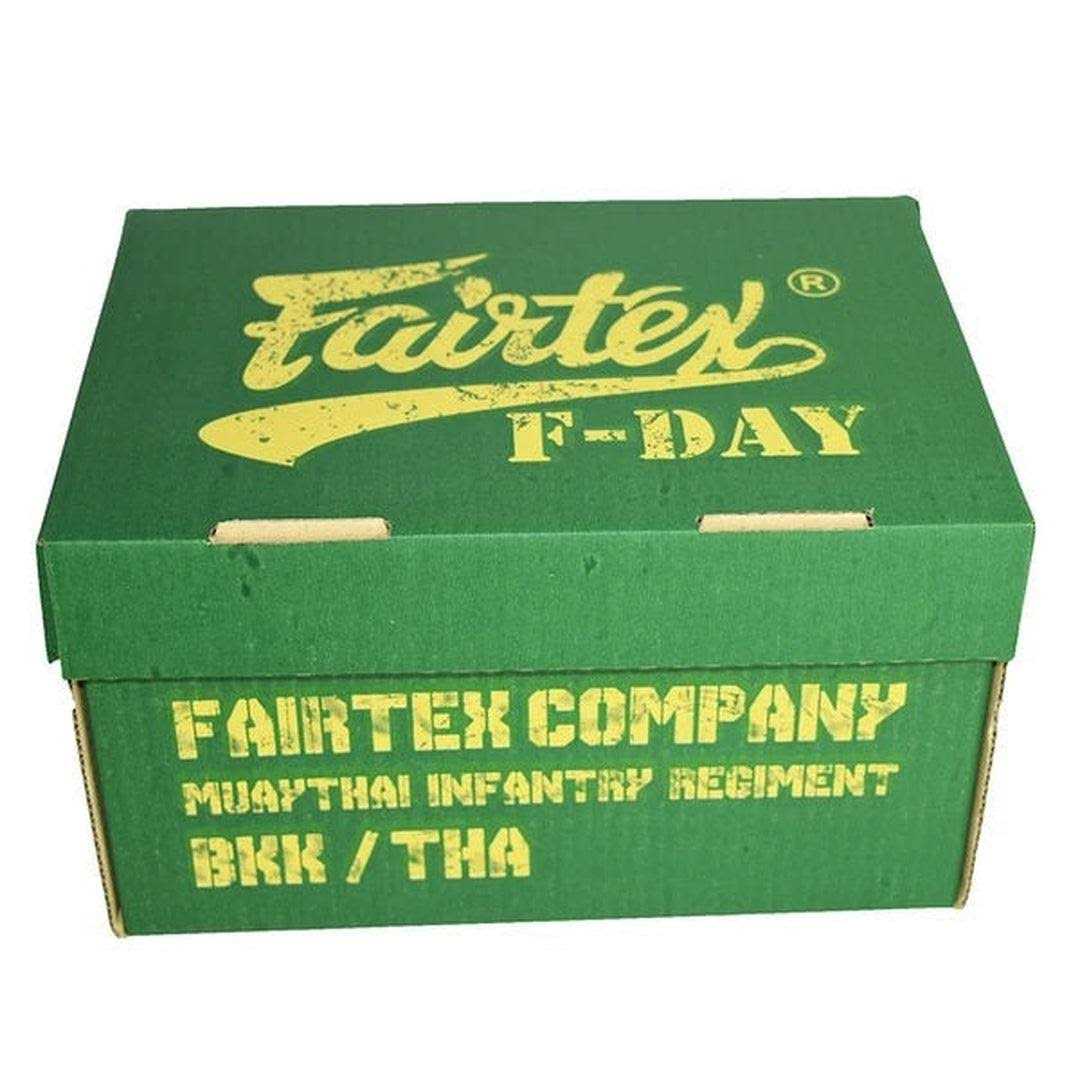 Fairtex ®
F-DAY
FAIRTEX COMPANY
MUAYTHAI INFANTRY REGIMENT
BKK / THA